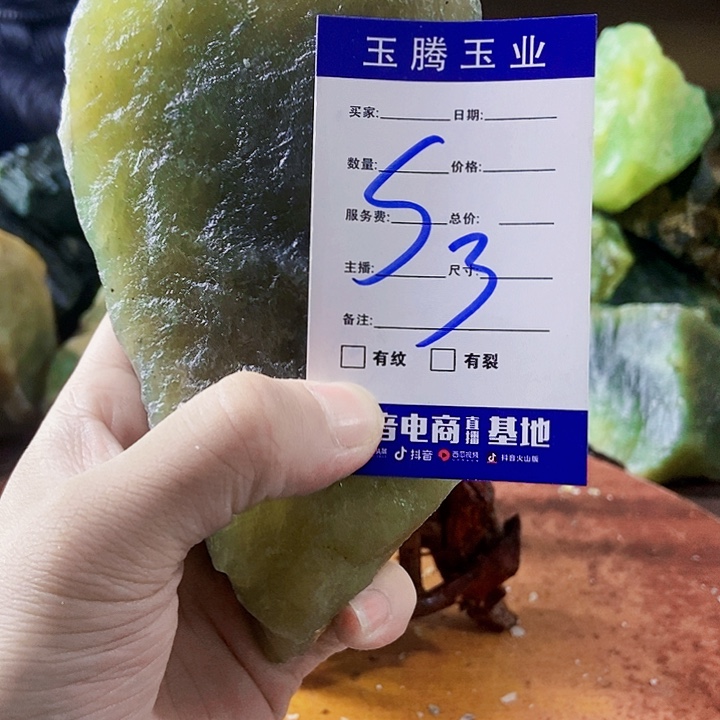 玉腾玉业
买家: 日期:
数量: 价格:
服务费: 总价:
主播: 尺寸:
53
备注:
有纹 有裂
音电商直播基地
抖音 西瓜视频 抖音火山版